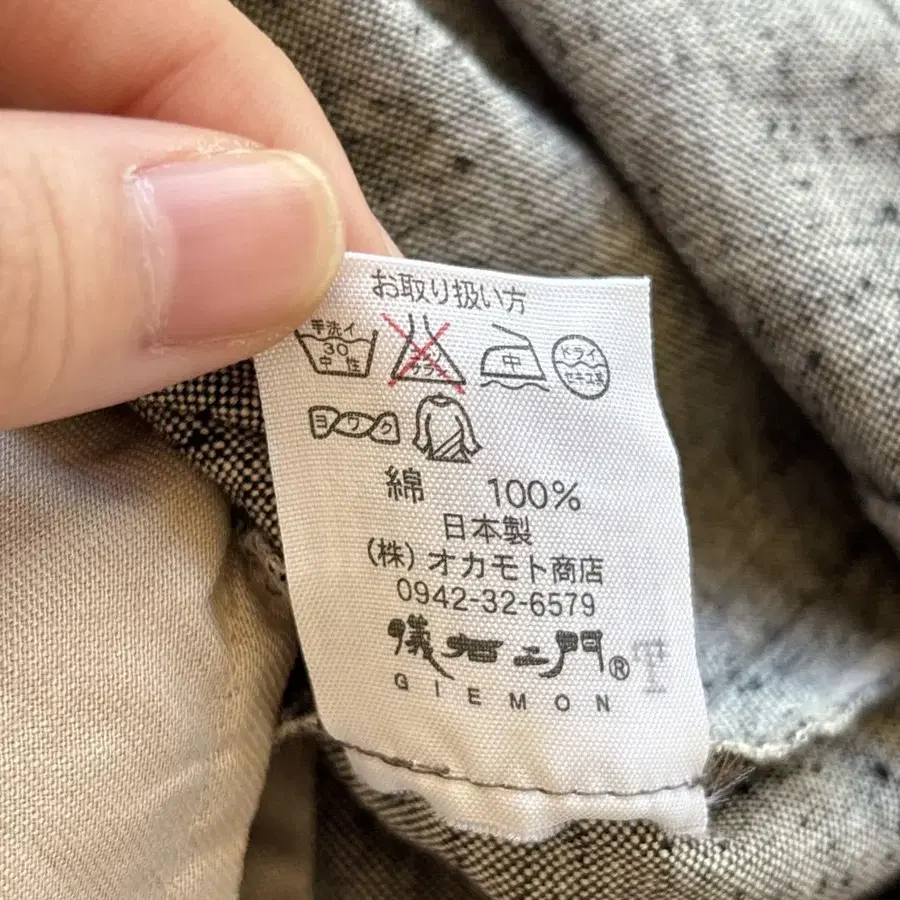 お取り扱い方
手洗イ
30
中性
中
ドライ
セキユ系
ヨワク
綿 100%
日本製
(株)オカモト商店
0942-32-6579
儀右ヱ門®
GIEMON